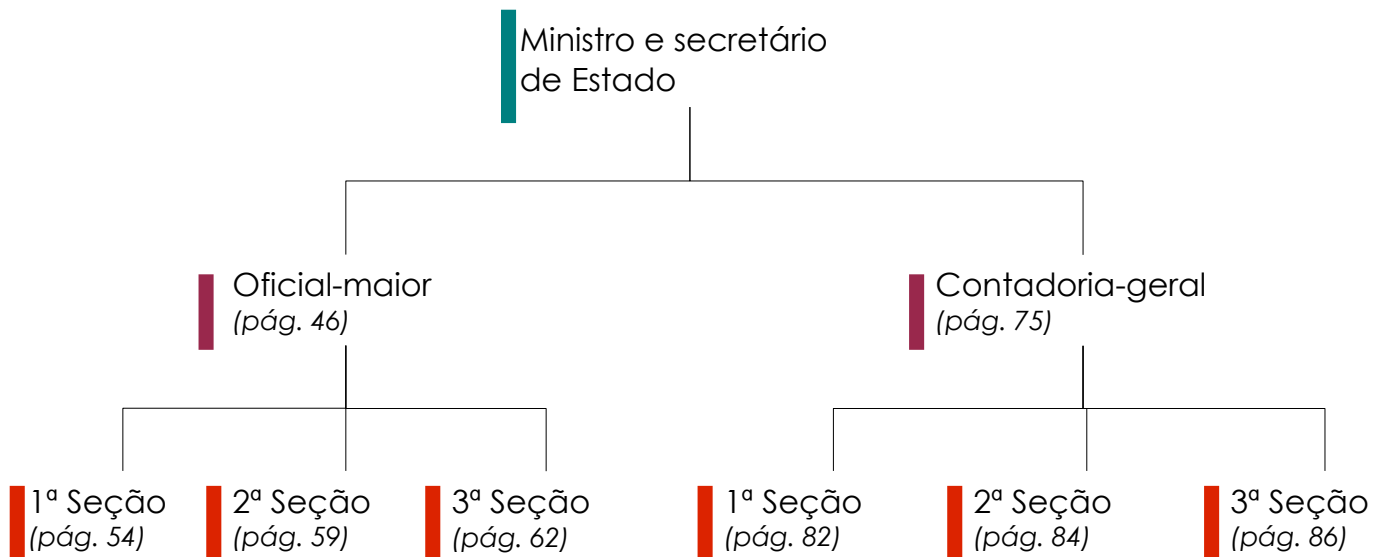 Ministro e secretário
de Estado
Oficial-maior
(pág. 46)
Contadoria-geral
(pág. 75)
1ª Seção
(pág. 54)
2ª Seção
(pág. 59)
3ª Seção
(pág. 62)
1ª Seção
(pág. 82)
2ª Seção
(pág. 84)
3ª Seção
(pág. 86)